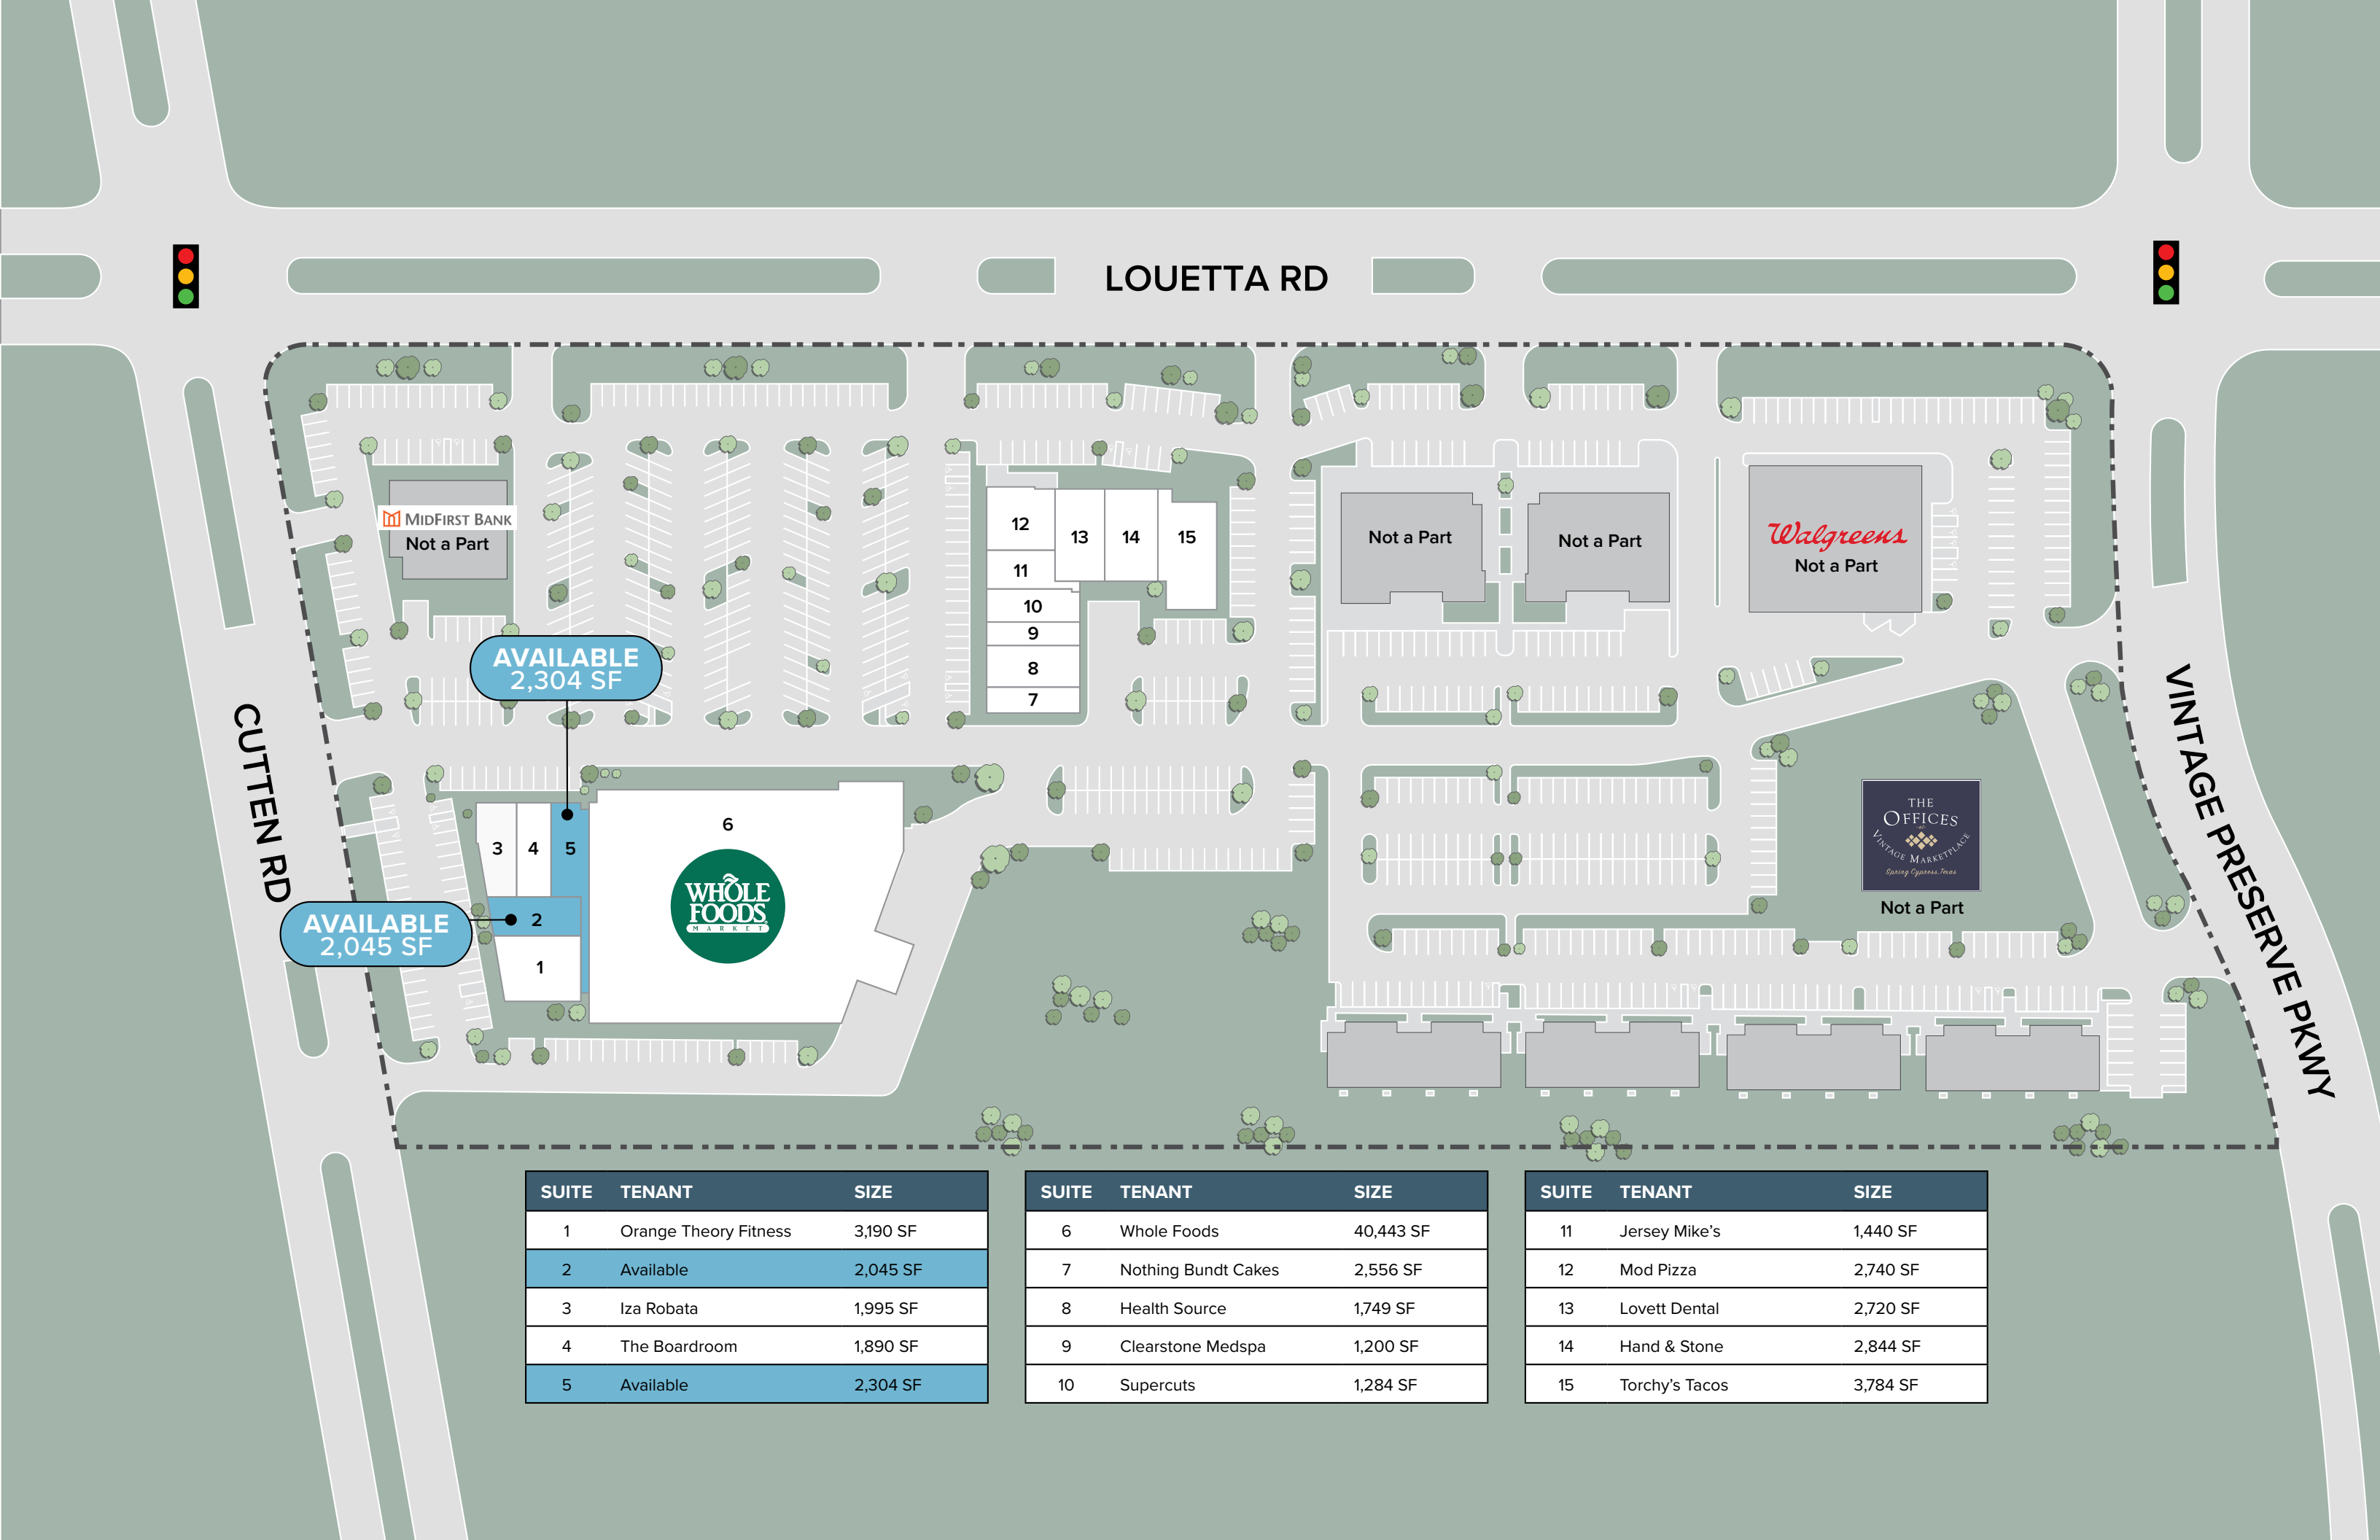 LOUETTA RD
MIDFIRST BANK
Not a Part
12
13
14
15
11
10
9
8
7
Not a Part
Not a Part
Walgreens
Not a Part
AVAILABLE
2,304 SF
CUTTEN RD
VINTAGE PRESERVE PKWY
3
4
5
6
WHOLE
FOODS
MARKET
THE
OFFICES
AT
VINTAGE MARKETPLACE
Spring Cypress, Texas
Not a Part
AVAILABLE
2,045 SF
2
1
SUITE TENANT SIZE
1 Orange Theory Fitness 3,190 SF
2 Available 2,045 SF
3 Iza Robata 1,995 SF
4 The Boardroom 1,890 SF
5 Available 2,304 SF
SUITE TENANT SIZE
6 Whole Foods 40,443 SF
7 Nothing Bundt Cakes 2,556 SF
8 Health Source 1,749 SF
9 Clearstone Medspa 1,200 SF
10 Supercuts 1,284 SF
SUITE TENANT SIZE
11 Jersey Mike’s 1,440 SF
12 Mod Pizza 2,740 SF
13 Lovett Dental 2,720 SF
14 Hand & Stone 2,844 SF
15 Torchy’s Tacos 3,784 SF